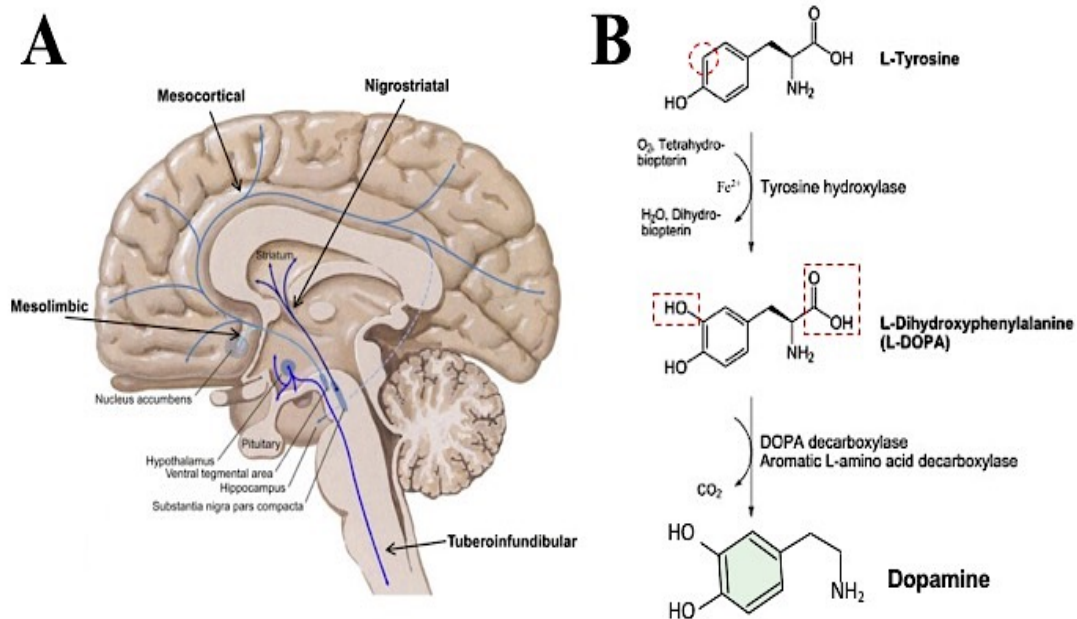 A
Mesocortical
Nigrostriatal
Striatum
Mesolimbic
Nucleus accumbens
Pituitary
Hypothalamus
Ventral tegmental area
Hippocampus
Substantia nigra pars compacta
Tuberoinfundibular
B
O
OH
NH₂
HO
L-Tyrosine
O₂, Tetrahydro-
biopterin
Fe²⁺
Tyrosine hydroxylase
H₂O, Dihydro-
biopterin
O
HO
OH
HO
NH₂
L-Dihydroxyphenylalanine
(L-DOPA)
DOPA decarboxylase
Aromatic L-amino acid decarboxylase
CO₂
HO
HO
NH₂
Dopamine